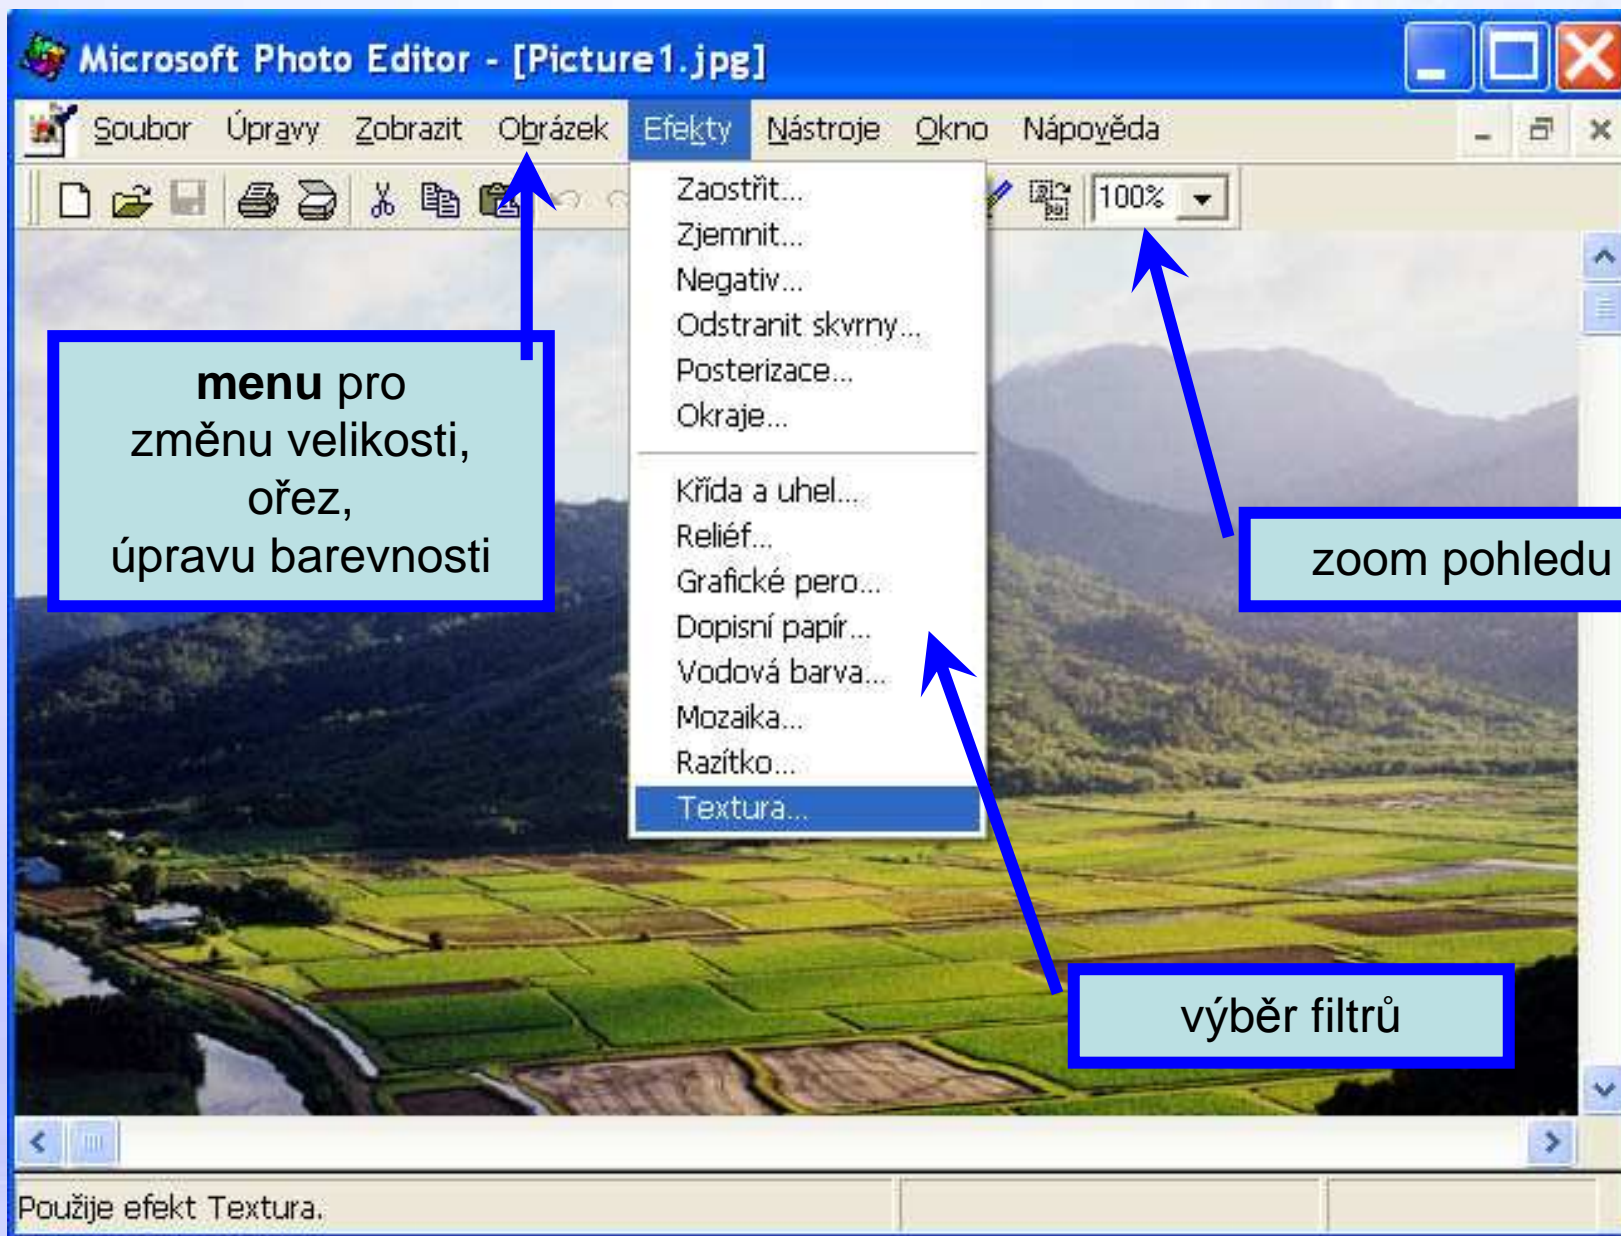 Microsoft Photo Editor - [Picture1.jpg]
Soubor Úpravy Zobrazit Obrázek Efekty Nástroje Okno Nápověda
100%
Zaostřit...
Zjemnit...
Negativ...
Odstranit skvrny...
Posterizace...
Okraje...
Křída a uhel...
Reliéf...
Grafické pero...
Dopisní papír...
Vodová barva...
Mozaika...
Razítko...
Textura...
menu pro
změnu velikosti,
ořez,
úpravu barevnosti
zoom pohledu
výběr filtrů
Použije efekt Textura.